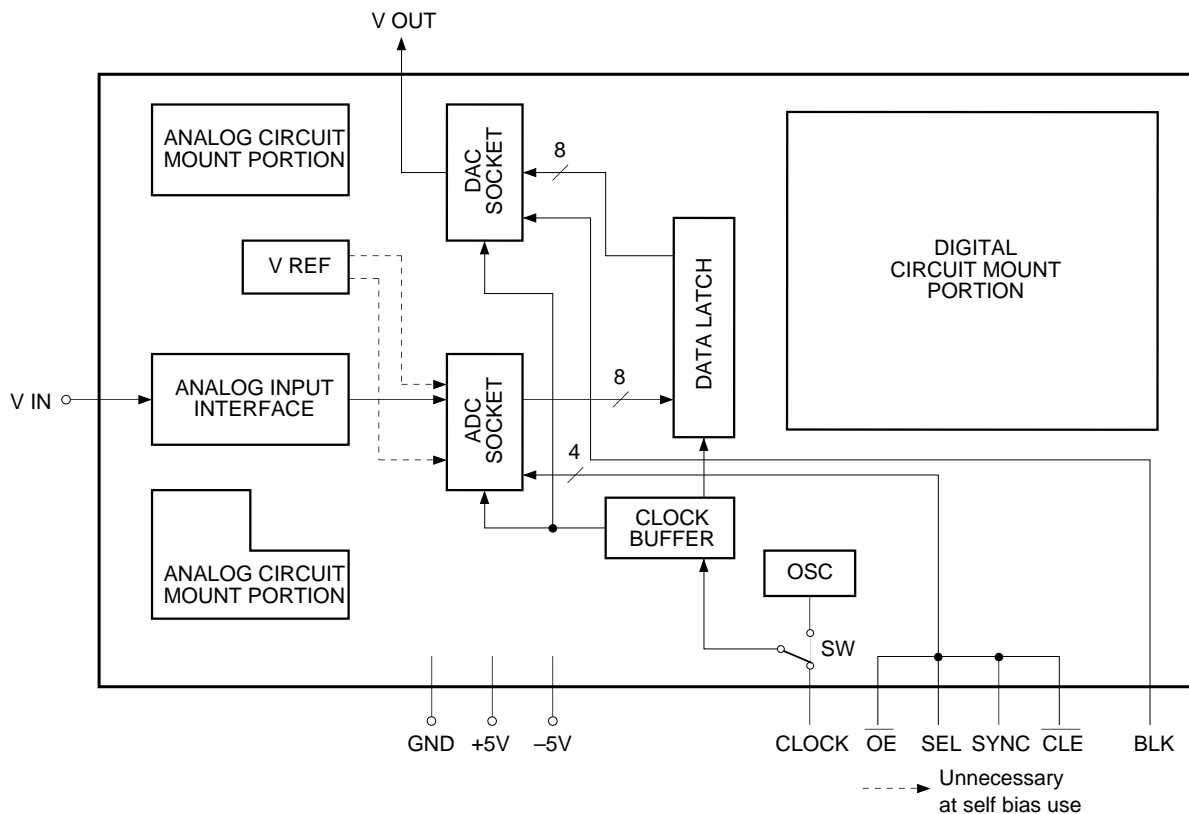 V OUT
ANALOG CIRCUIT
MOUNT PORTION
DAC
SOCKET
8
DIGITAL
CIRCUIT MOUNT
PORTION
V REF
DATA LATCH
V IN
ANALOG INPUT
INTERFACE
ADC
SOCKET
8
4
CLOCK
BUFFER
ANALOG CIRCUIT
MOUNT PORTION
OSC
SW
GND
+5V
–5V
CLOCK
O̅E̅
SEL
SYNC
C̅L̅E̅
BLK
Unnecessary
at self bias use